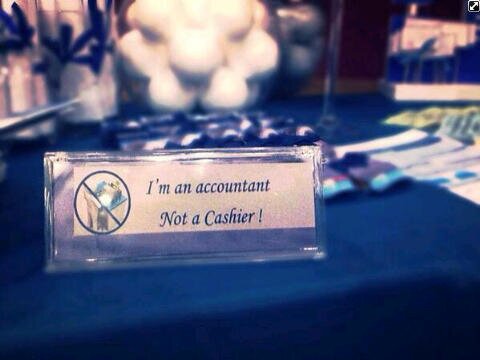 I'm an accountant
Not a Cashier !